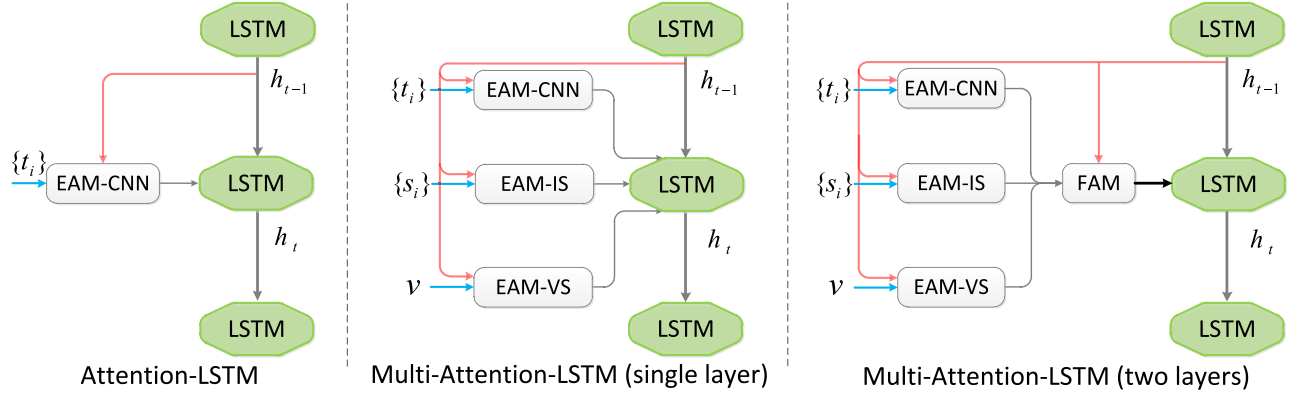 LSTM
h_{t-1}
{t_i}
EAM-CNN
LSTM
h_t
LSTM
Attention-LSTM
LSTM
h_{t-1}
{t_i}
EAM-CNN
{s_i}
EAM-IS
LSTM
h_t
v
EAM-VS
LSTM
Multi-Attention-LSTM (single layer)
LSTM
h_{t-1}
{t_i}
EAM-CNN
{s_i}
EAM-IS
FAM
LSTM
h_t
v
EAM-VS
LSTM
Multi-Attention-LSTM (two layers)